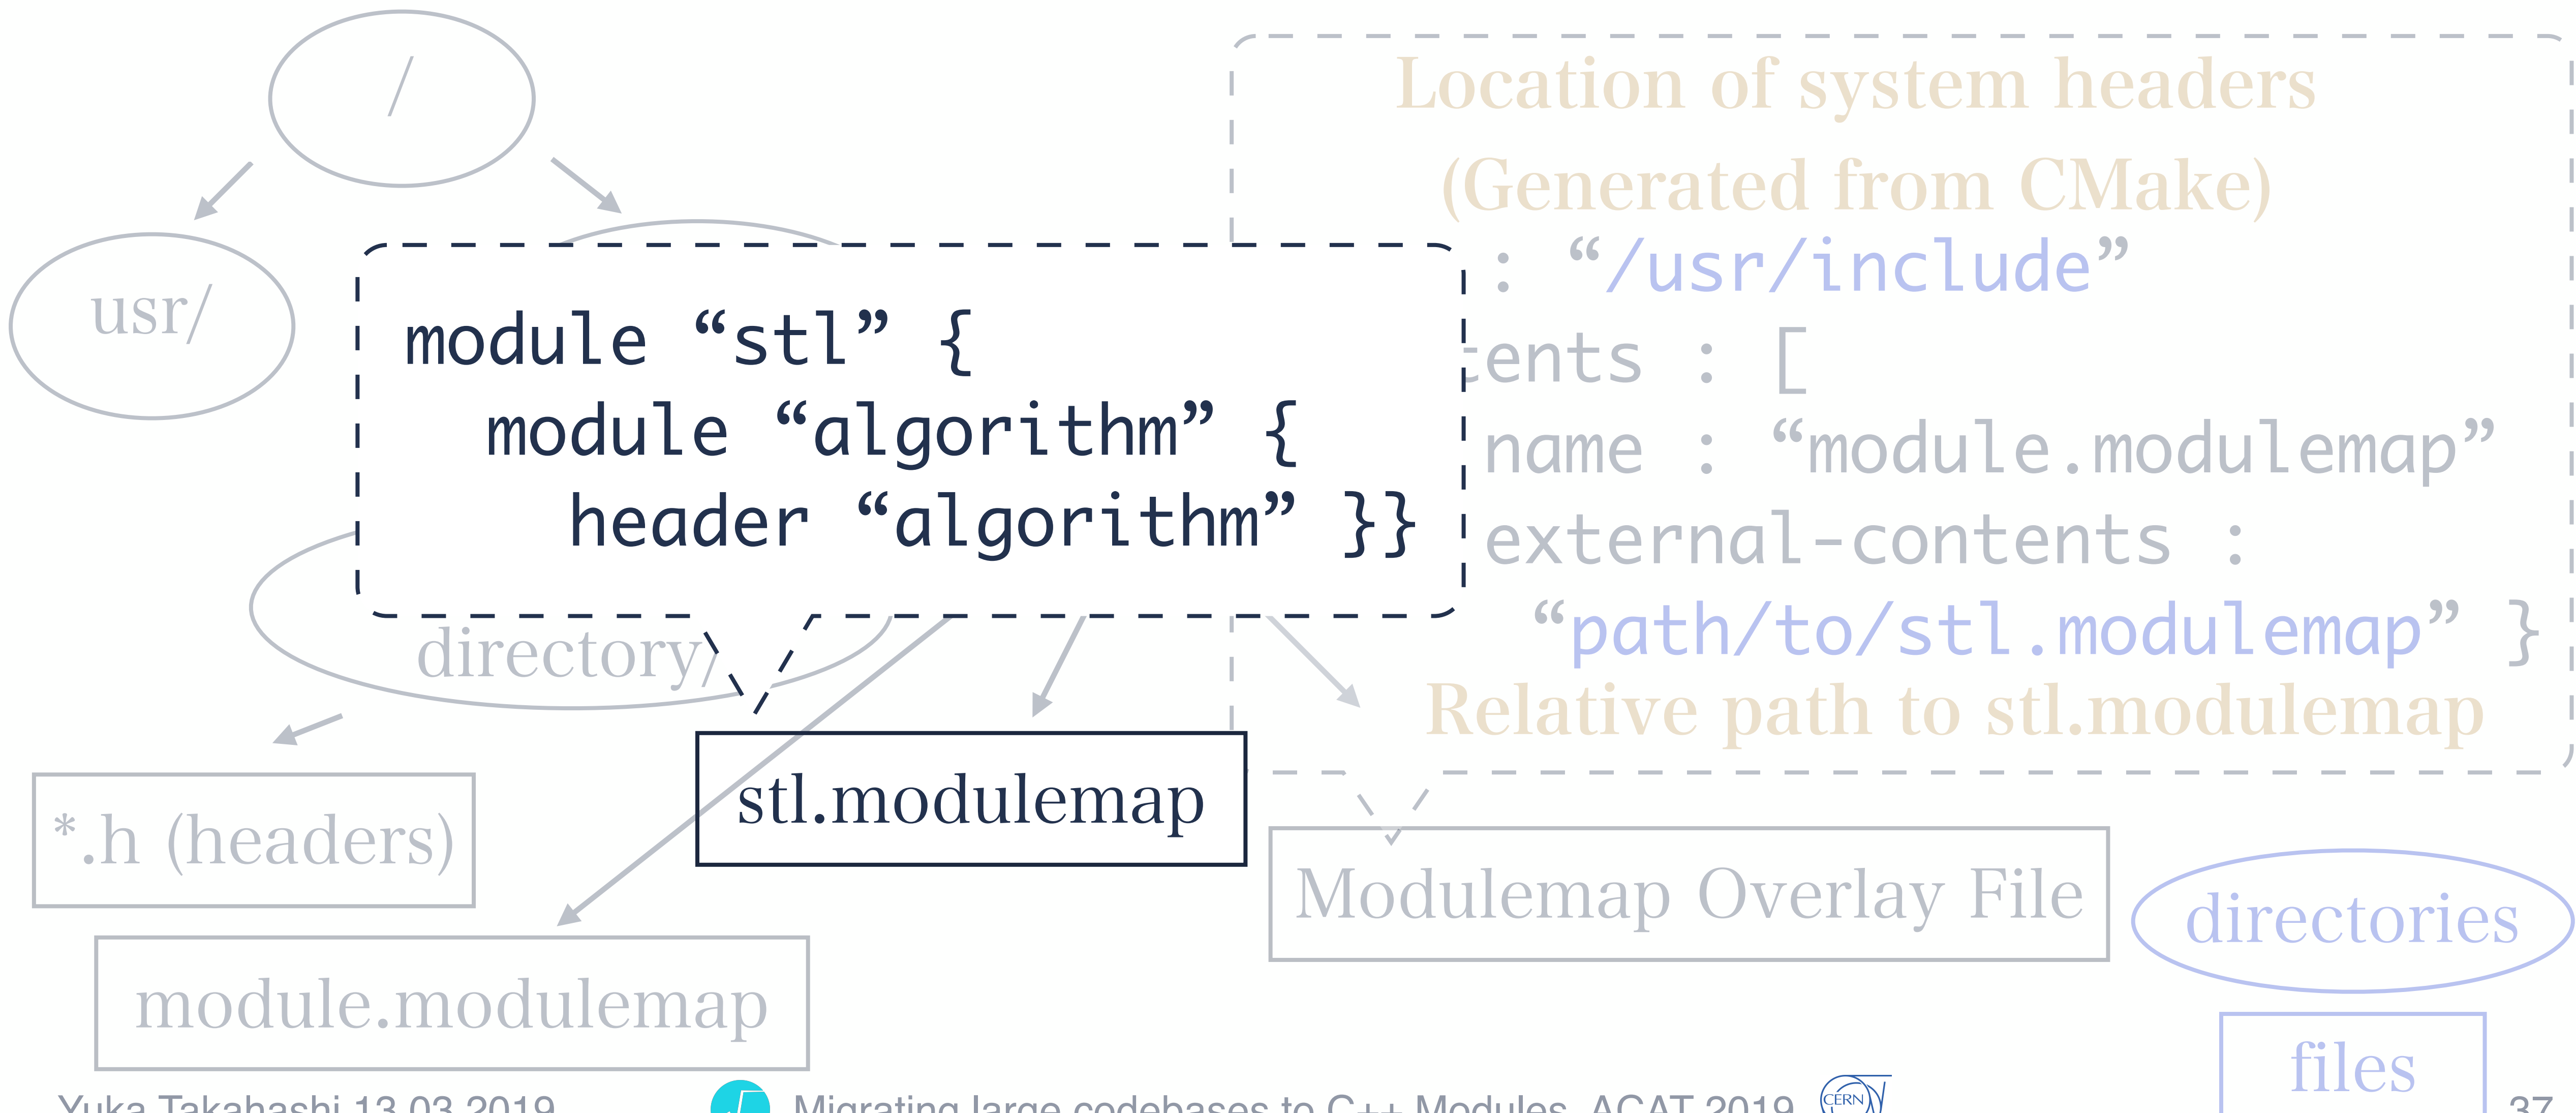 /
usr/
module “stl” {
module “algorithm” {
header “algorithm” }}
Location of system headers
(Generated from CMake)
: “/usr/include”
tents : [
name : “module.modulemap”
external-contents :
“path/to/stl.modulemap” }
Relative path to stl.modulemap
directory/
stl.modulemap
*.h (headers)
Modulemap Overlay File
module.modulemap
directories
files
Yuka Takahashi 13.03.2019
Migrating large codebases to C++ Modules, ACAT 2019
CERN
37